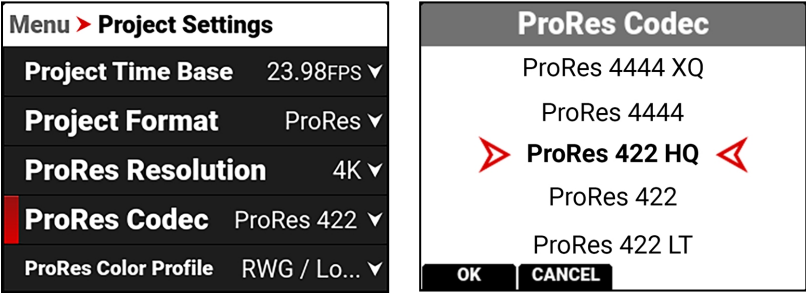 Menu ➤ Project Settings
Project Time Base 23.98FPS
Project Format ProRes
ProRes Resolution 4K
ProRes Codec ProRes 422
ProRes Color Profile RWG / Lo...
ProRes Codec
ProRes 4444 XQ
ProRes 4444
ProRes 422 HQ
ProRes 422
ProRes 422 LT
OK CANCEL